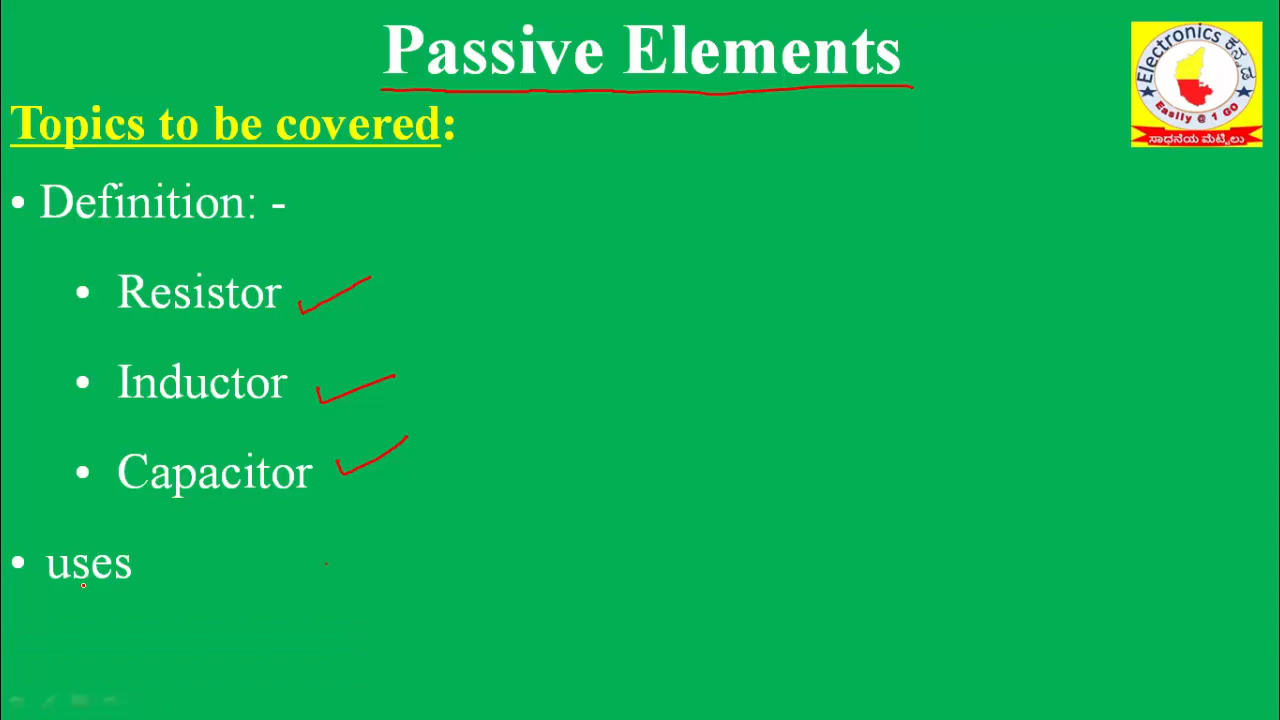 Passive Elements
Electronics ಕನ್ನಡ
Easily @ 1 GO
ಸಾಧನೆಯ ಮೆಟ್ಟಿಲು
Topics to be covered:
• Definition: -
• Resistor
• Inductor
• Capacitor
• uses